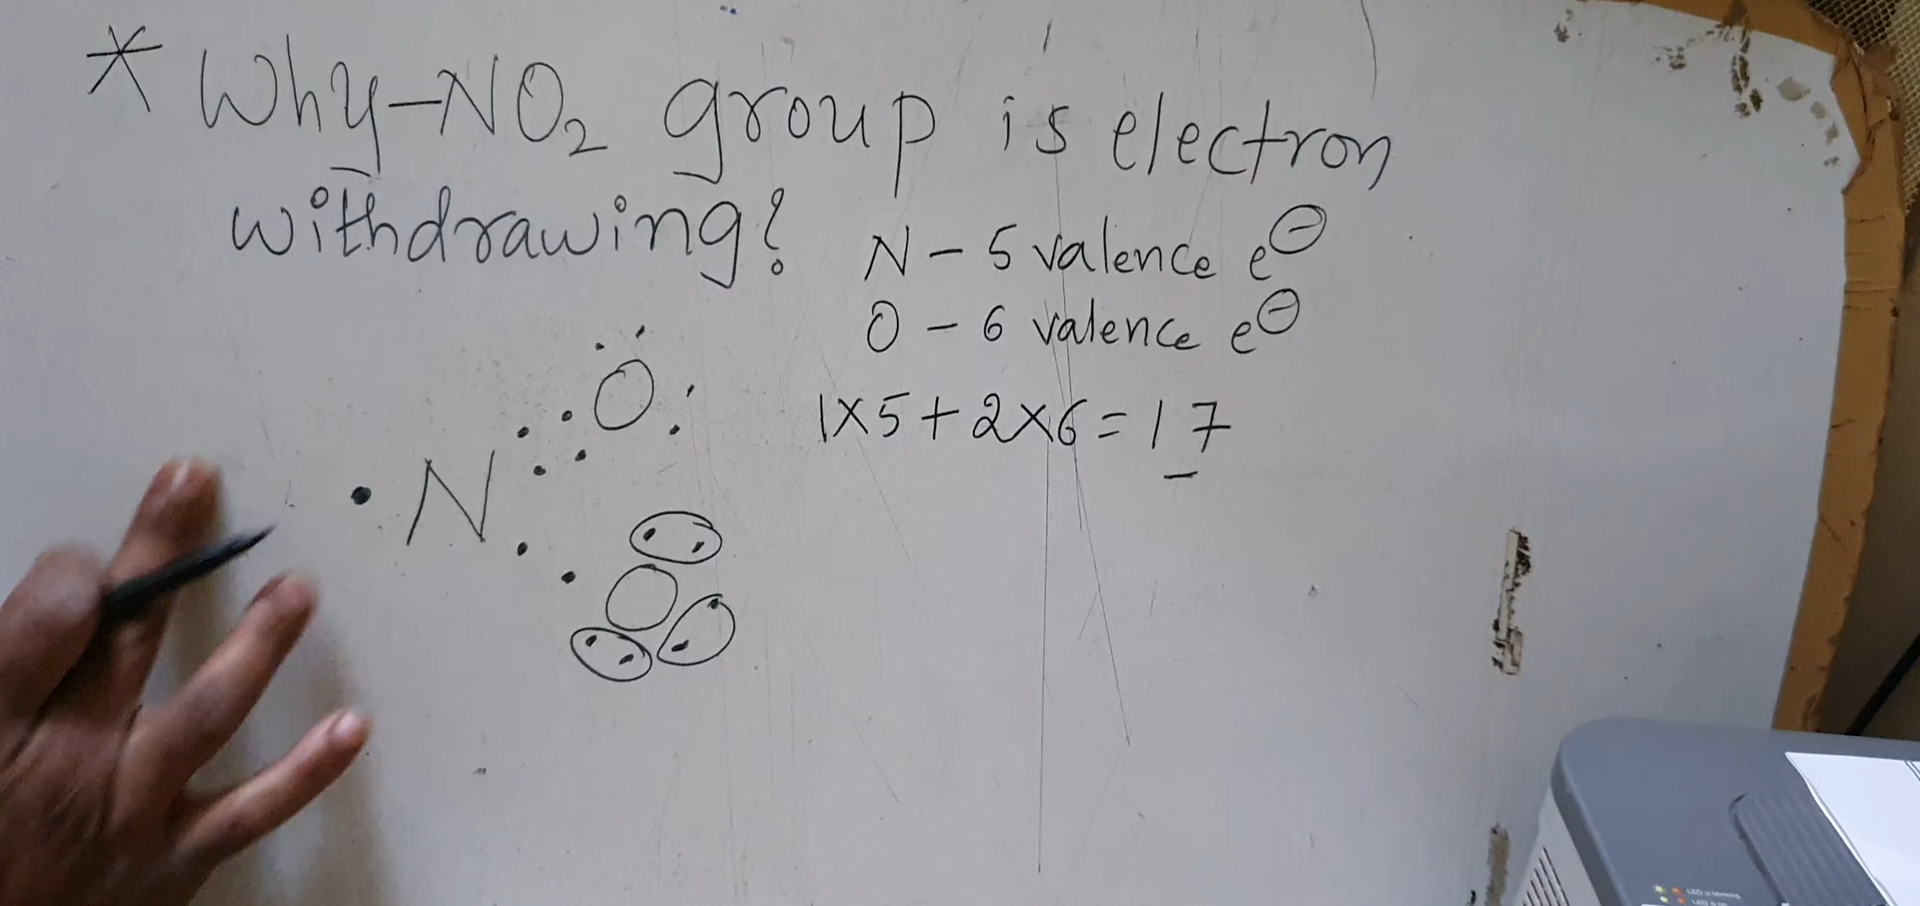 * Why -NO₂ group is electron
withdrawing?
N - 5 valence e⊖
O - 6 valence e⊖
1×5+2×6=17
O
N
O